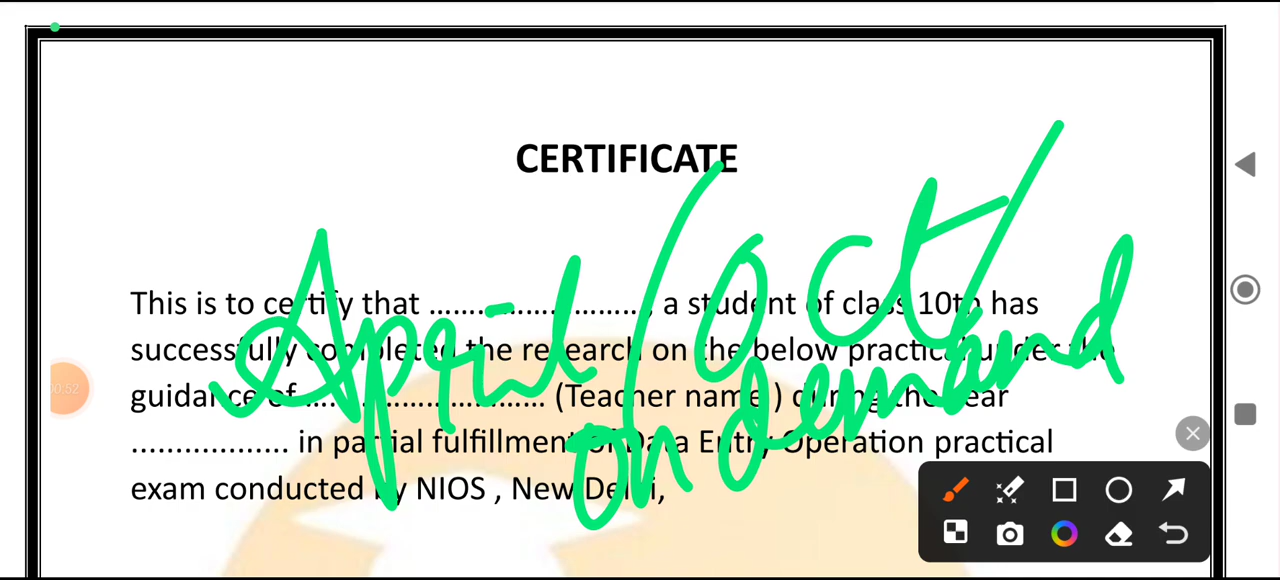 CERTIFICATE
This is to certify that ........................, a student of class 10th has
successfully completed the research on the below practical under the
guidance of .......................... (Teacher name ) during the year
................. in partial fulfillment of Data Entry Operation practical
exam conducted by NIOS , New Delhi,
April/Oct/
on demand
00:52